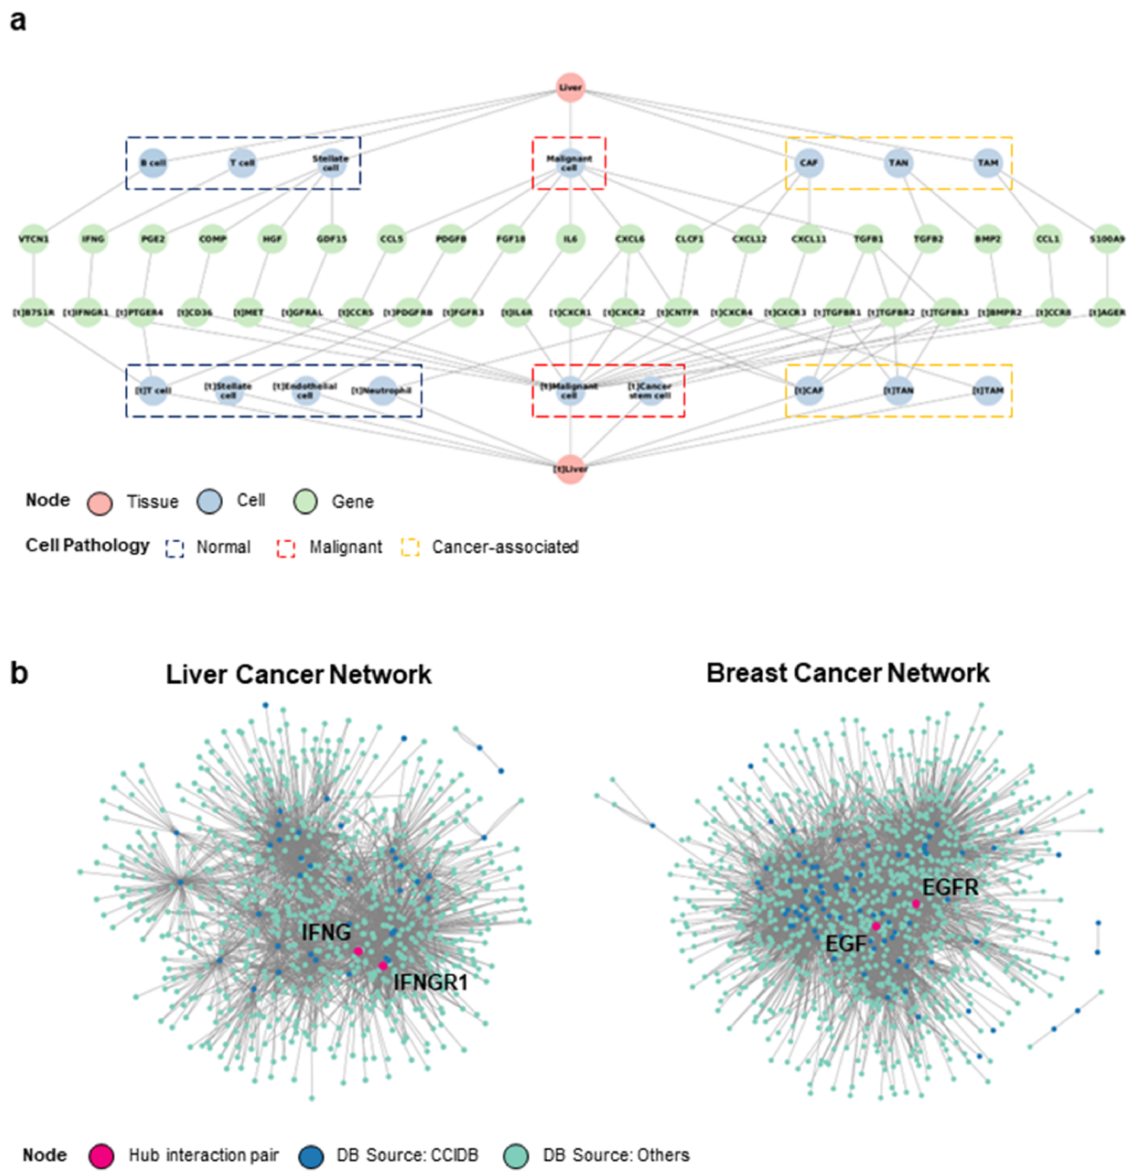 a
Liver
B cell T cell Stellate cell Malignant cell CAF TAN TAM
VTCN1 IFNG PGE2 COMP HGF GDF15 CCL5 PDGFB FGF18 IL6 CXCL6 CLCF1 CXCL12 CXCL11 TGFB1 TGFB2 BMP2 CCL1 S100A9
[t]B7S1R [t]IFNGR1 [t]PTGER4 [t]CD36 [t]MET [t]GFRAL [t]CCR5 [t]PDGFRB [t]FGFR3 [t]IL6R [t]CXCR1 [t]CXCR2 [t]CNTFR [t]CXCR4 [t]CXCR3 [t]TGFBR1 [t]TGFBR2 [t]TGFBR3 [t]BMPR2 [t]CCR8 [t]AGER
[t]T cell [t]Stellate cell [t]Endothelial cell [t]Neutrophil [t]Malignant cell [t]Cancer stem cell [t]CAF [t]TAN [t]TAM
[t]Liver
Node Tissue Cell Gene
Cell Pathology Normal Malignant Cancer-associated
b
Liver Cancer Network Breast Cancer Network
EGFR
IFNG EGF
IFNGR1
Node Hub interaction pair DB Source: CCIDB DB Source: Others